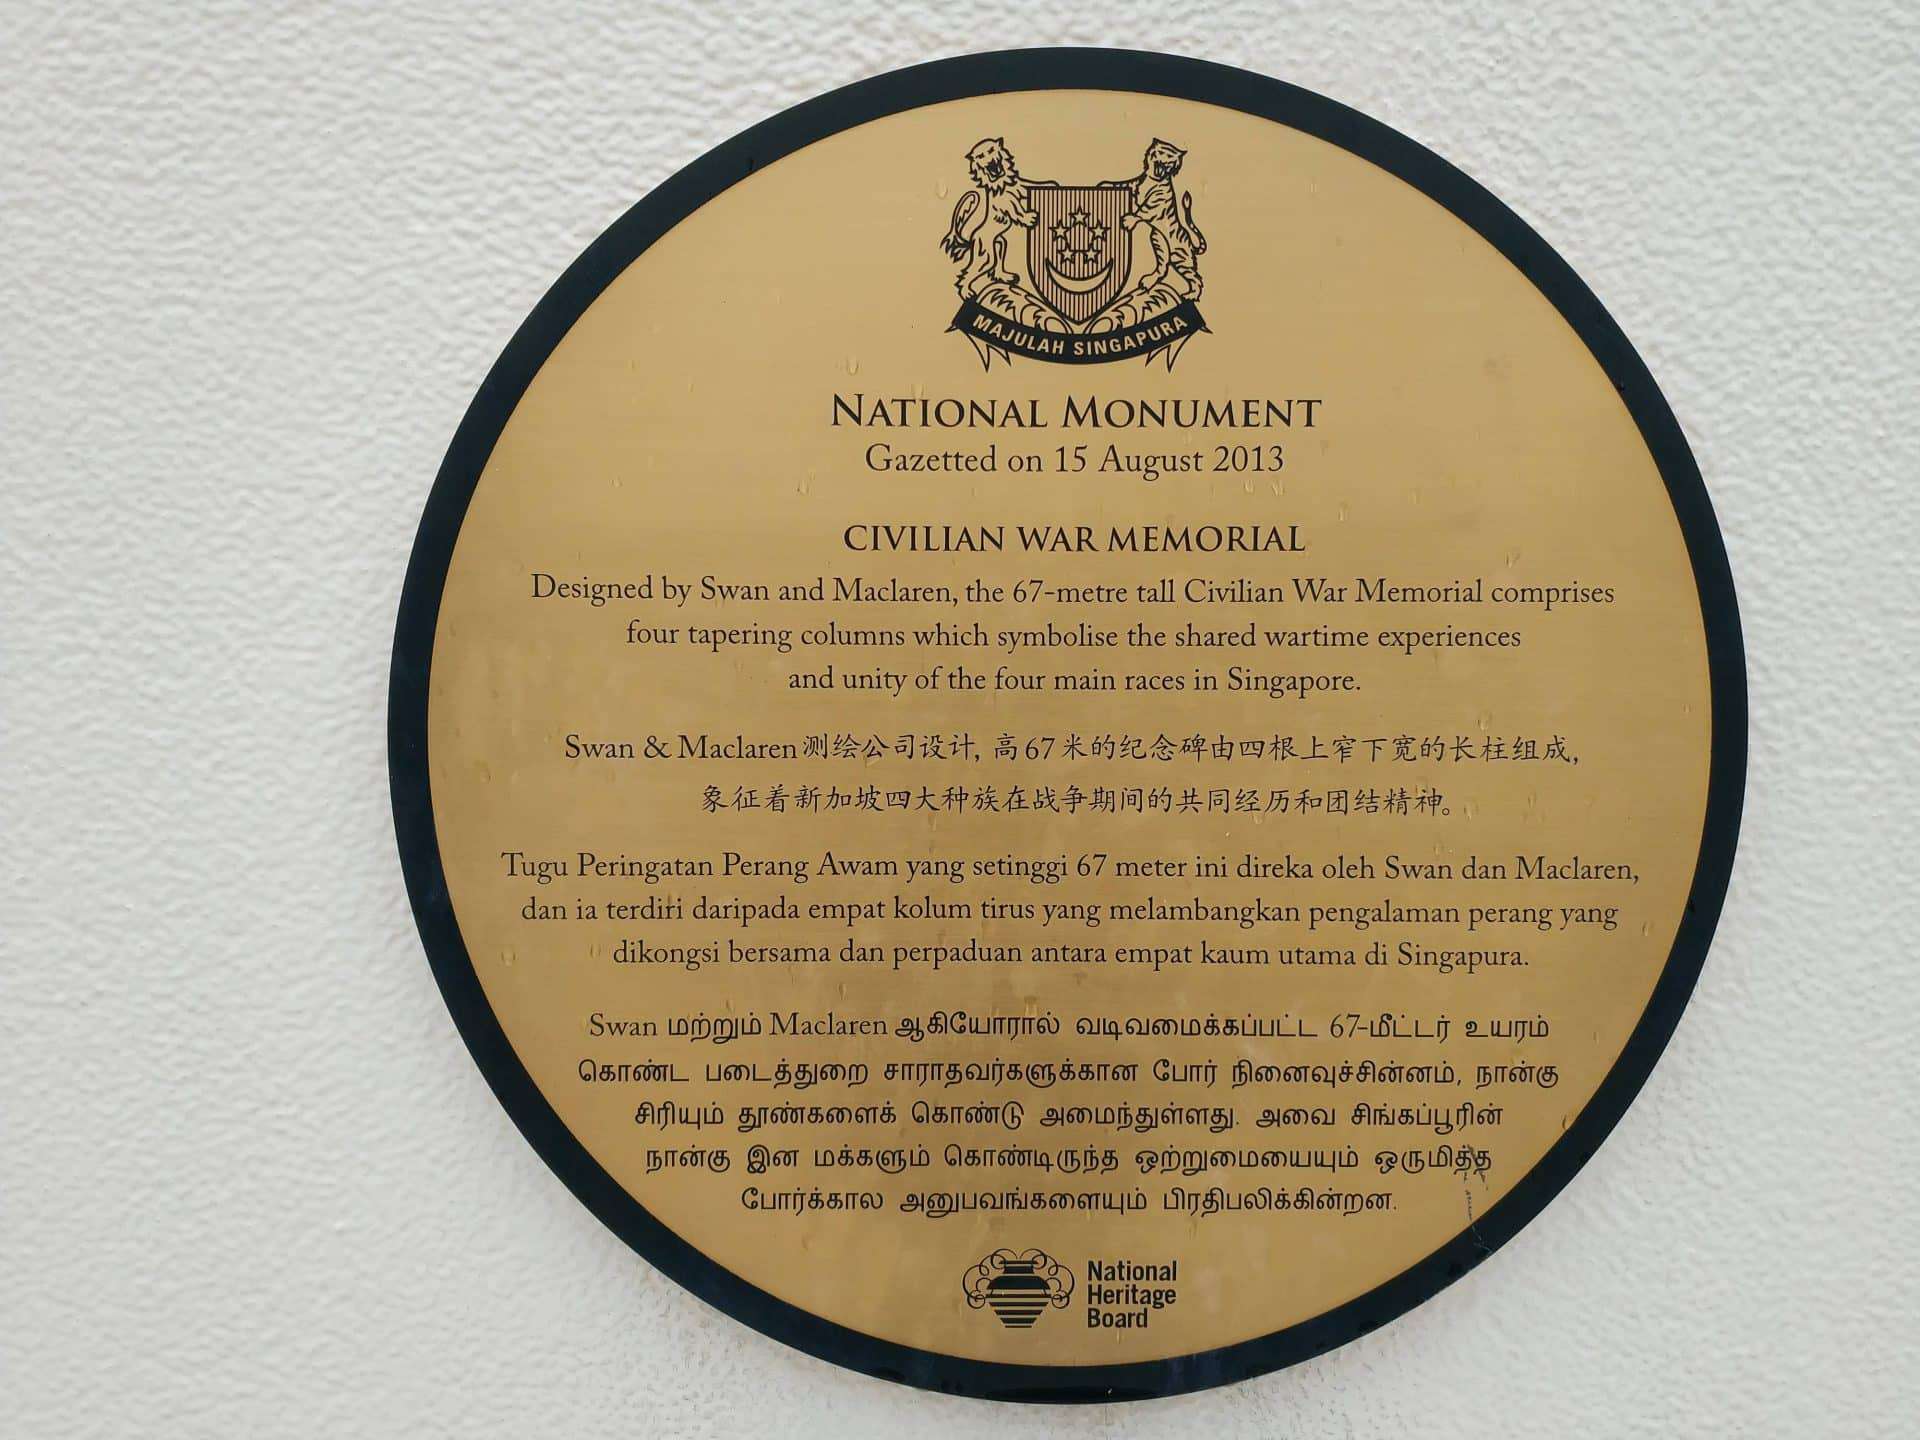 MAJULAH SINGAPURA
NATIONAL MONUMENT
Gazetted on 15 August 2013
CIVILIAN WAR MEMORIAL
Designed by Swan and Maclaren, the 67-metre tall Civilian War Memorial comprises
four tapering columns which symbolise the shared wartime experiences
and unity of the four main races in Singapore.
Swan & Maclaren测绘公司设计, 高67米的纪念碑由四根上窄下宽的长柱组成,
象征着新加坡四大种族在战争期间的共同经历和团结精神。
Tugu Peringatan Perang Awam yang setinggi 67 meter ini direka oleh Swan dan Maclaren,
dan ia terdiri daripada empat kolum tirus yang melambangkan pengalaman perang yang
dikongsi bersama dan perpaduan antara empat kaum utama di Singapura.
Swan மற்றும் Maclaren ஆகியோரால் வடிவமைக்கப்பட்ட 67-மீட்டர் உயரம்
கொண்ட படைத்துறை சாராதவர்களுக்கான போர் நினைவுச்சின்னம், நான்கு
சிரியும் தூண்களைக் கொண்டு அமைந்துள்ளது. அவை சிங்கப்பூரின்
நான்கு இன மக்களும் கொண்டிருந்த ஒற்றுமையையும் ஒருமித்த
போர்க்கால அனுபவங்களையும் பிரதிபலிக்கின்றன.
National
Heritage
Board